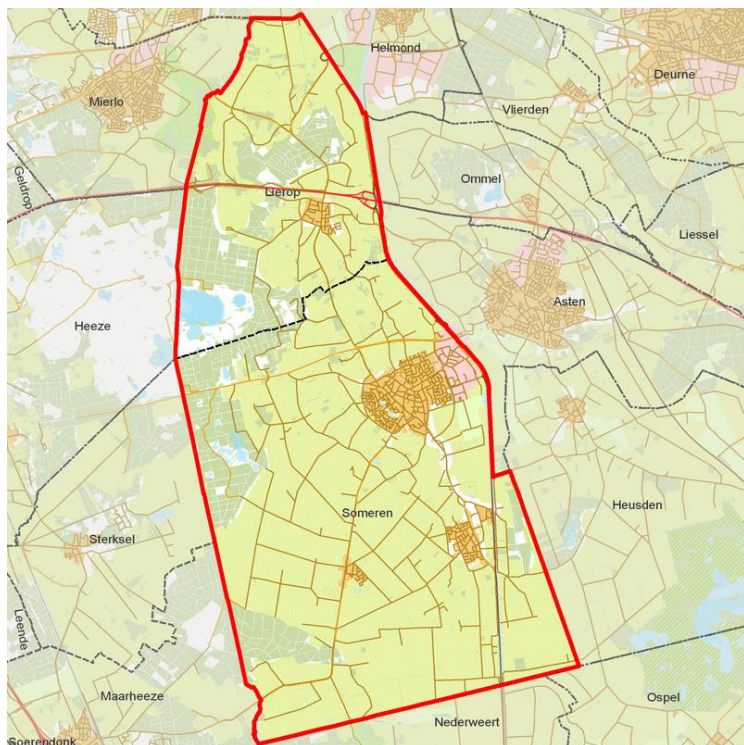 Helmond
Deurne
Mierlo
Vlierden
Geldrop
Ommel
Lierop
Liessel
Asten
Heeze
Someren
Heusden
Sterksel
Leende
Maarheeze
Ospel
Nederweert
Soerendonk